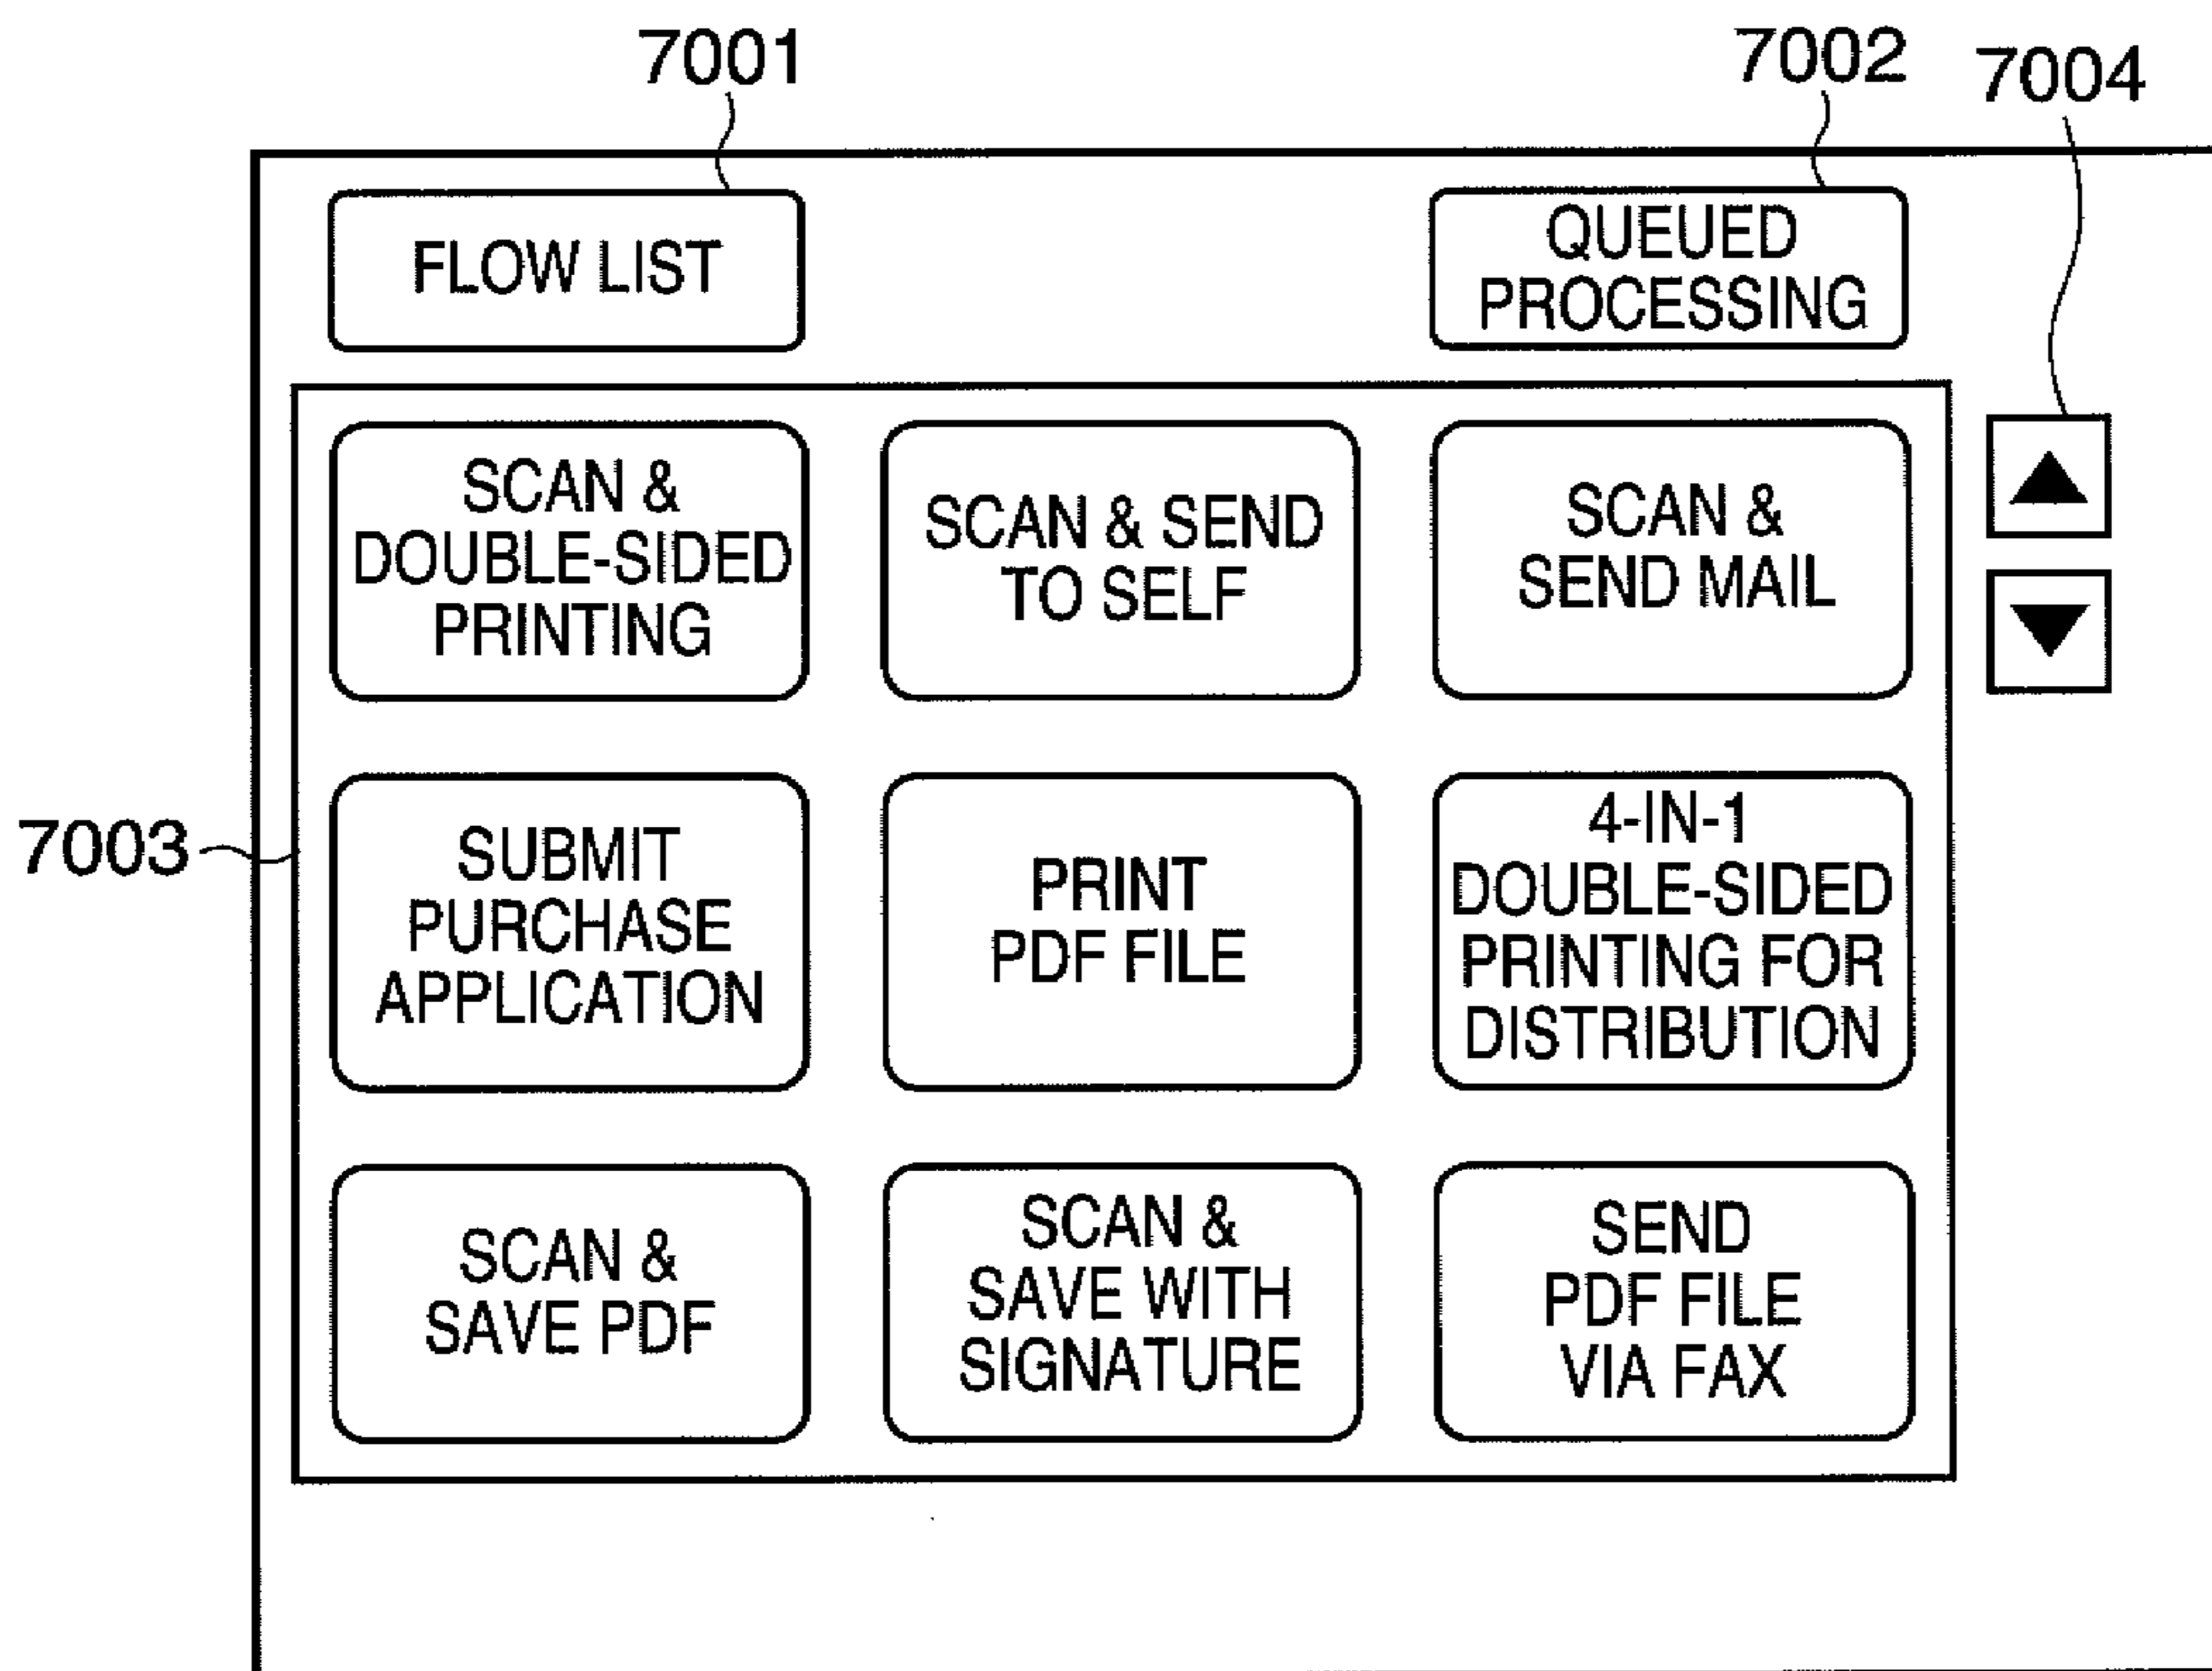 7001
7002
7004
FLOW LIST
QUEUED
PROCESSING
SCAN &
DOUBLE-SIDED
PRINTING
SCAN & SEND
TO SELF
SCAN &
SEND MAIL
7003
SUBMIT
PURCHASE
APPLICATION
PRINT
PDF FILE
4-IN-1
DOUBLE-SIDED
PRINTING FOR
DISTRIBUTION
SCAN &
SAVE PDF
SCAN &
SAVE WITH
SIGNATURE
SEND
PDF FILE
VIA FAX